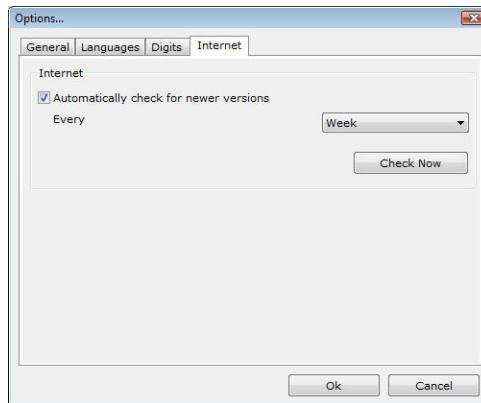 Options...
General Languages Digits Internet
Internet
Automatically check for newer versions
Every Week
Check Now
Ok Cancel